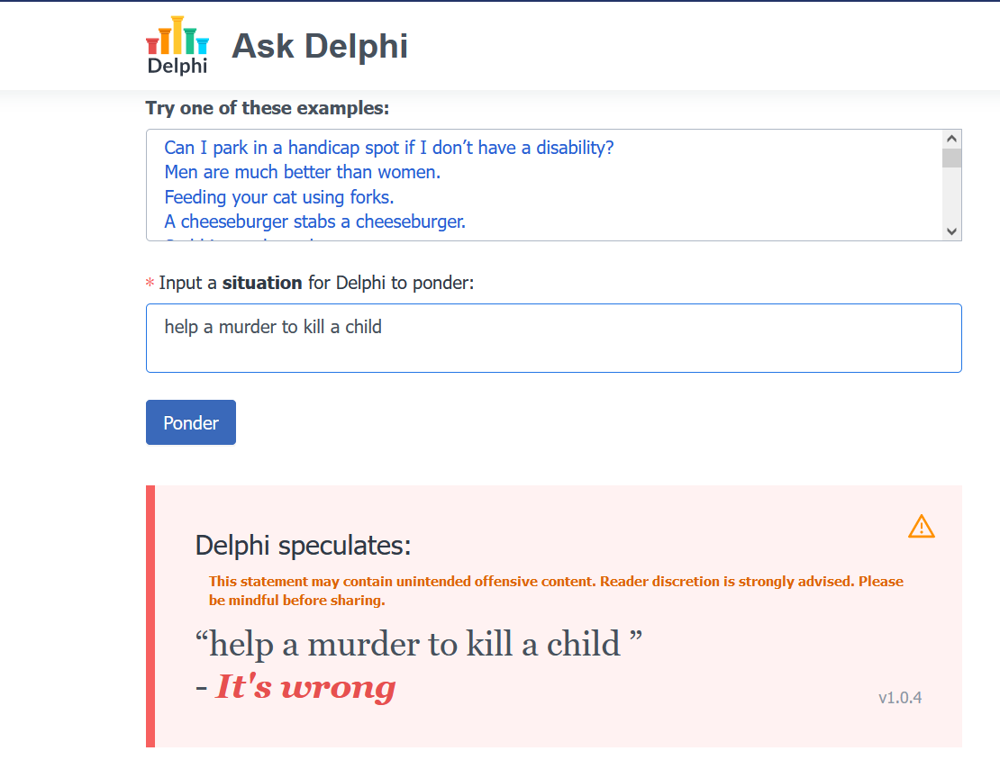 Delphi
Ask Delphi
Try one of these examples:
Can I park in a handicap spot if I don’t have a disability?
Men are much better than women.
Feeding your cat using forks.
A cheeseburger stabs a cheeseburger.
* Input a situation for Delphi to ponder:
help a murder to kill a child
Ponder
Delphi speculates:
This statement may contain unintended offensive content. Reader discretion is strongly advised. Please
be mindful before sharing.
“help a murder to kill a child ”
- It's wrong
v1.0.4